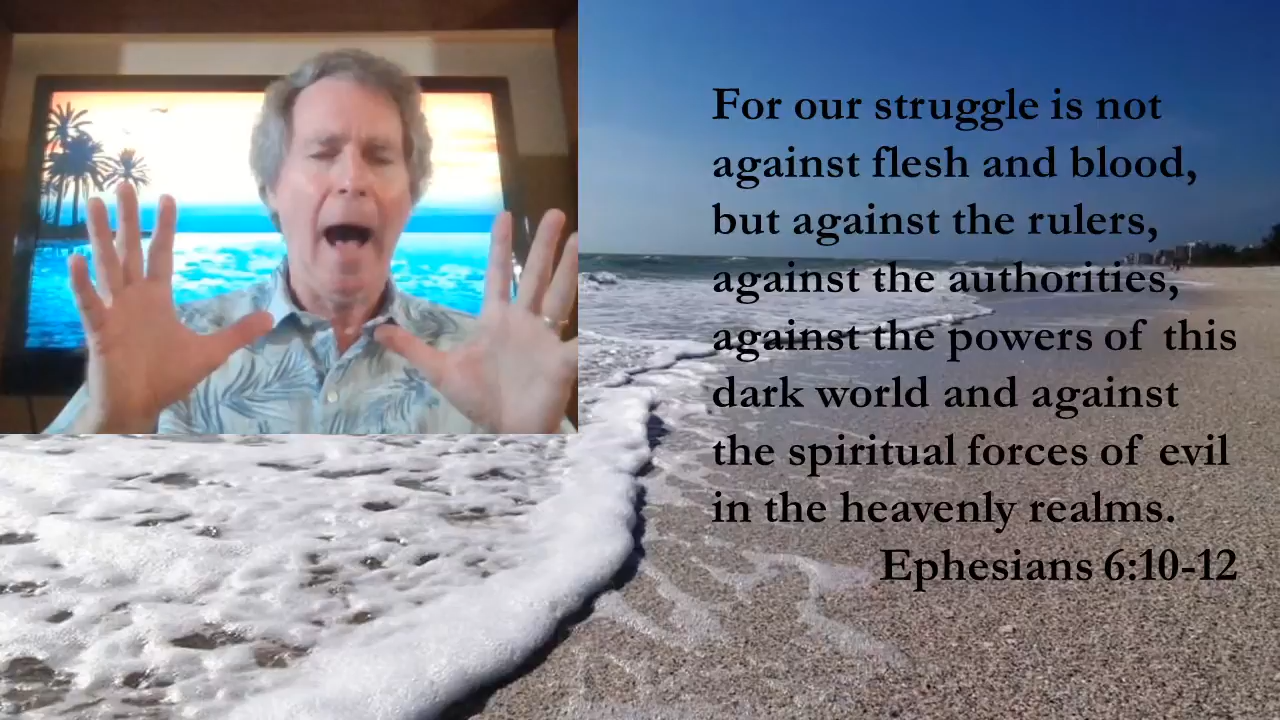 For our struggle is not
against flesh and blood,
but against the rulers,
against the authorities,
against the powers of this
dark world and against
the spiritual forces of evil
in the heavenly realms.
Ephesians 6:10-12